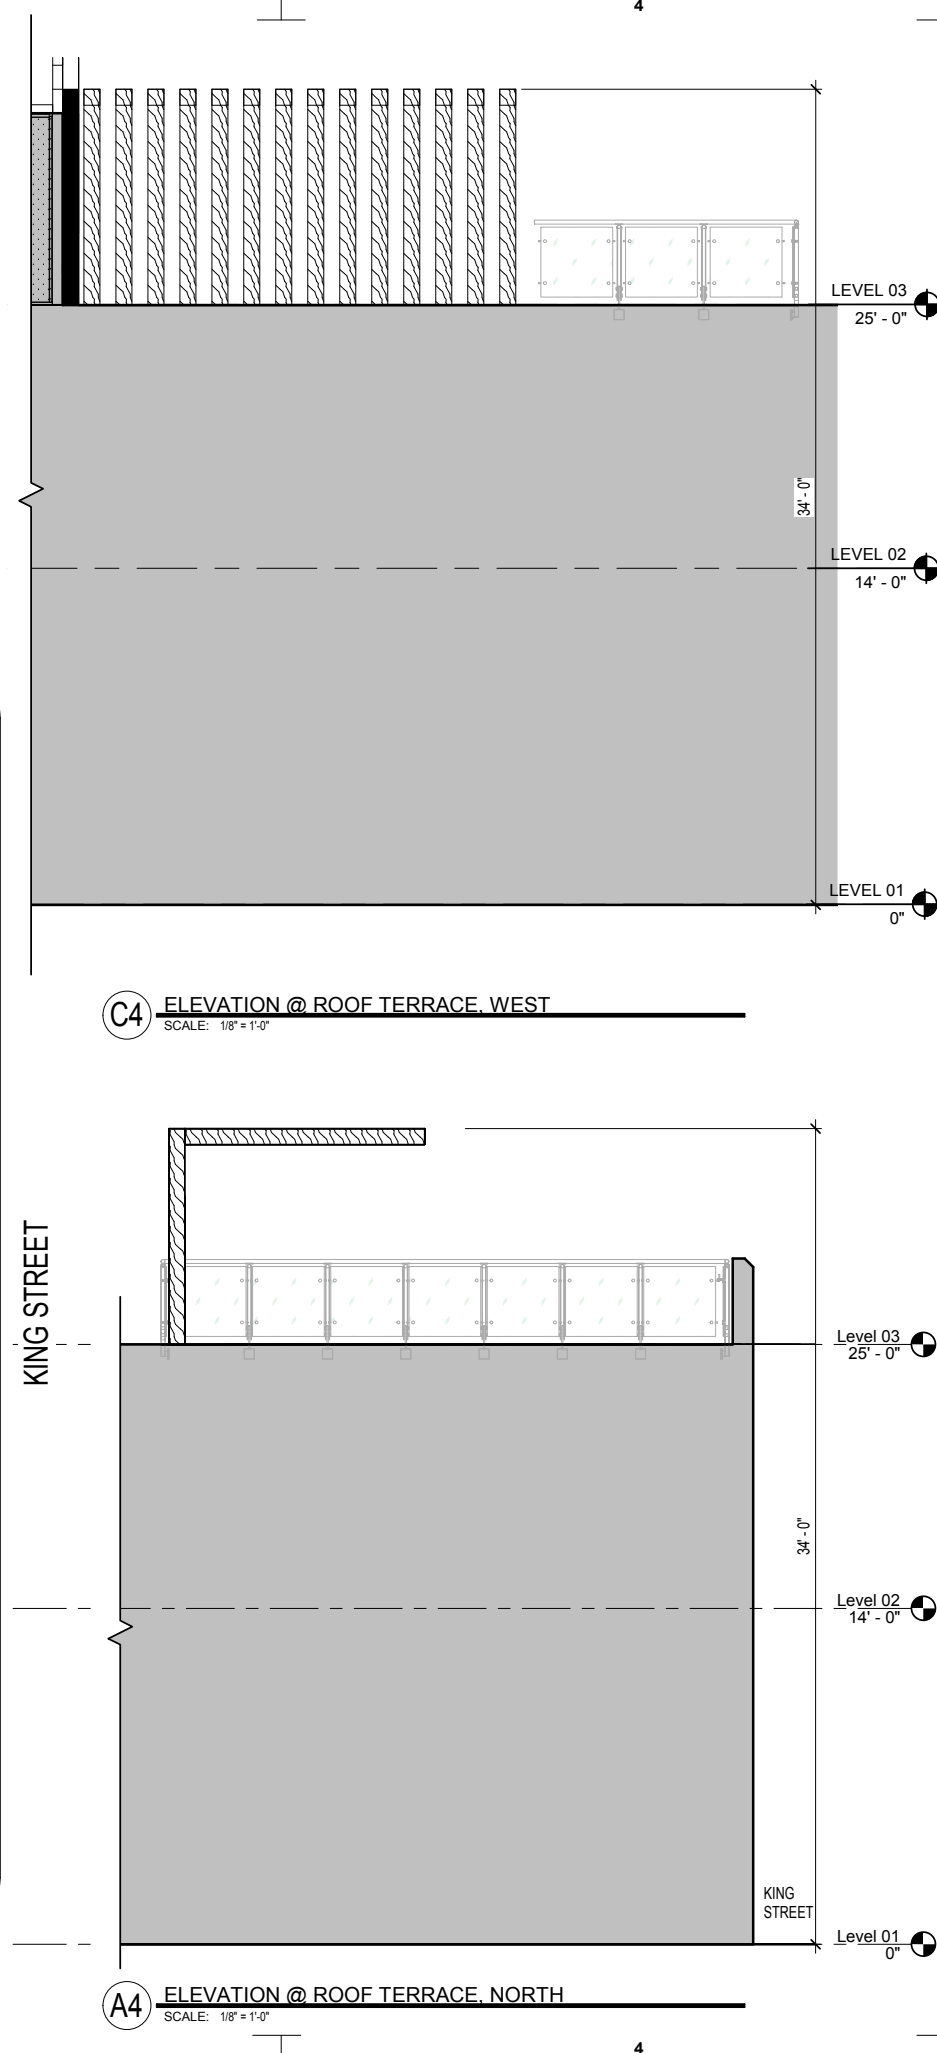 4
LEVEL 03
25' - 0"
34' - 0"
LEVEL 02
14' - 0"
LEVEL 01
0"
C4
ELEVATION @ ROOF TERRACE, WEST
SCALE: 1/8" = 1'-0"
KING STREET
Level 03
25' - 0"
34' - 0"
Level 02
14' - 0"
KING
STREET
Level 01
0"
A4
ELEVATION @ ROOF TERRACE, NORTH
SCALE: 1/8" = 1'-0"
4